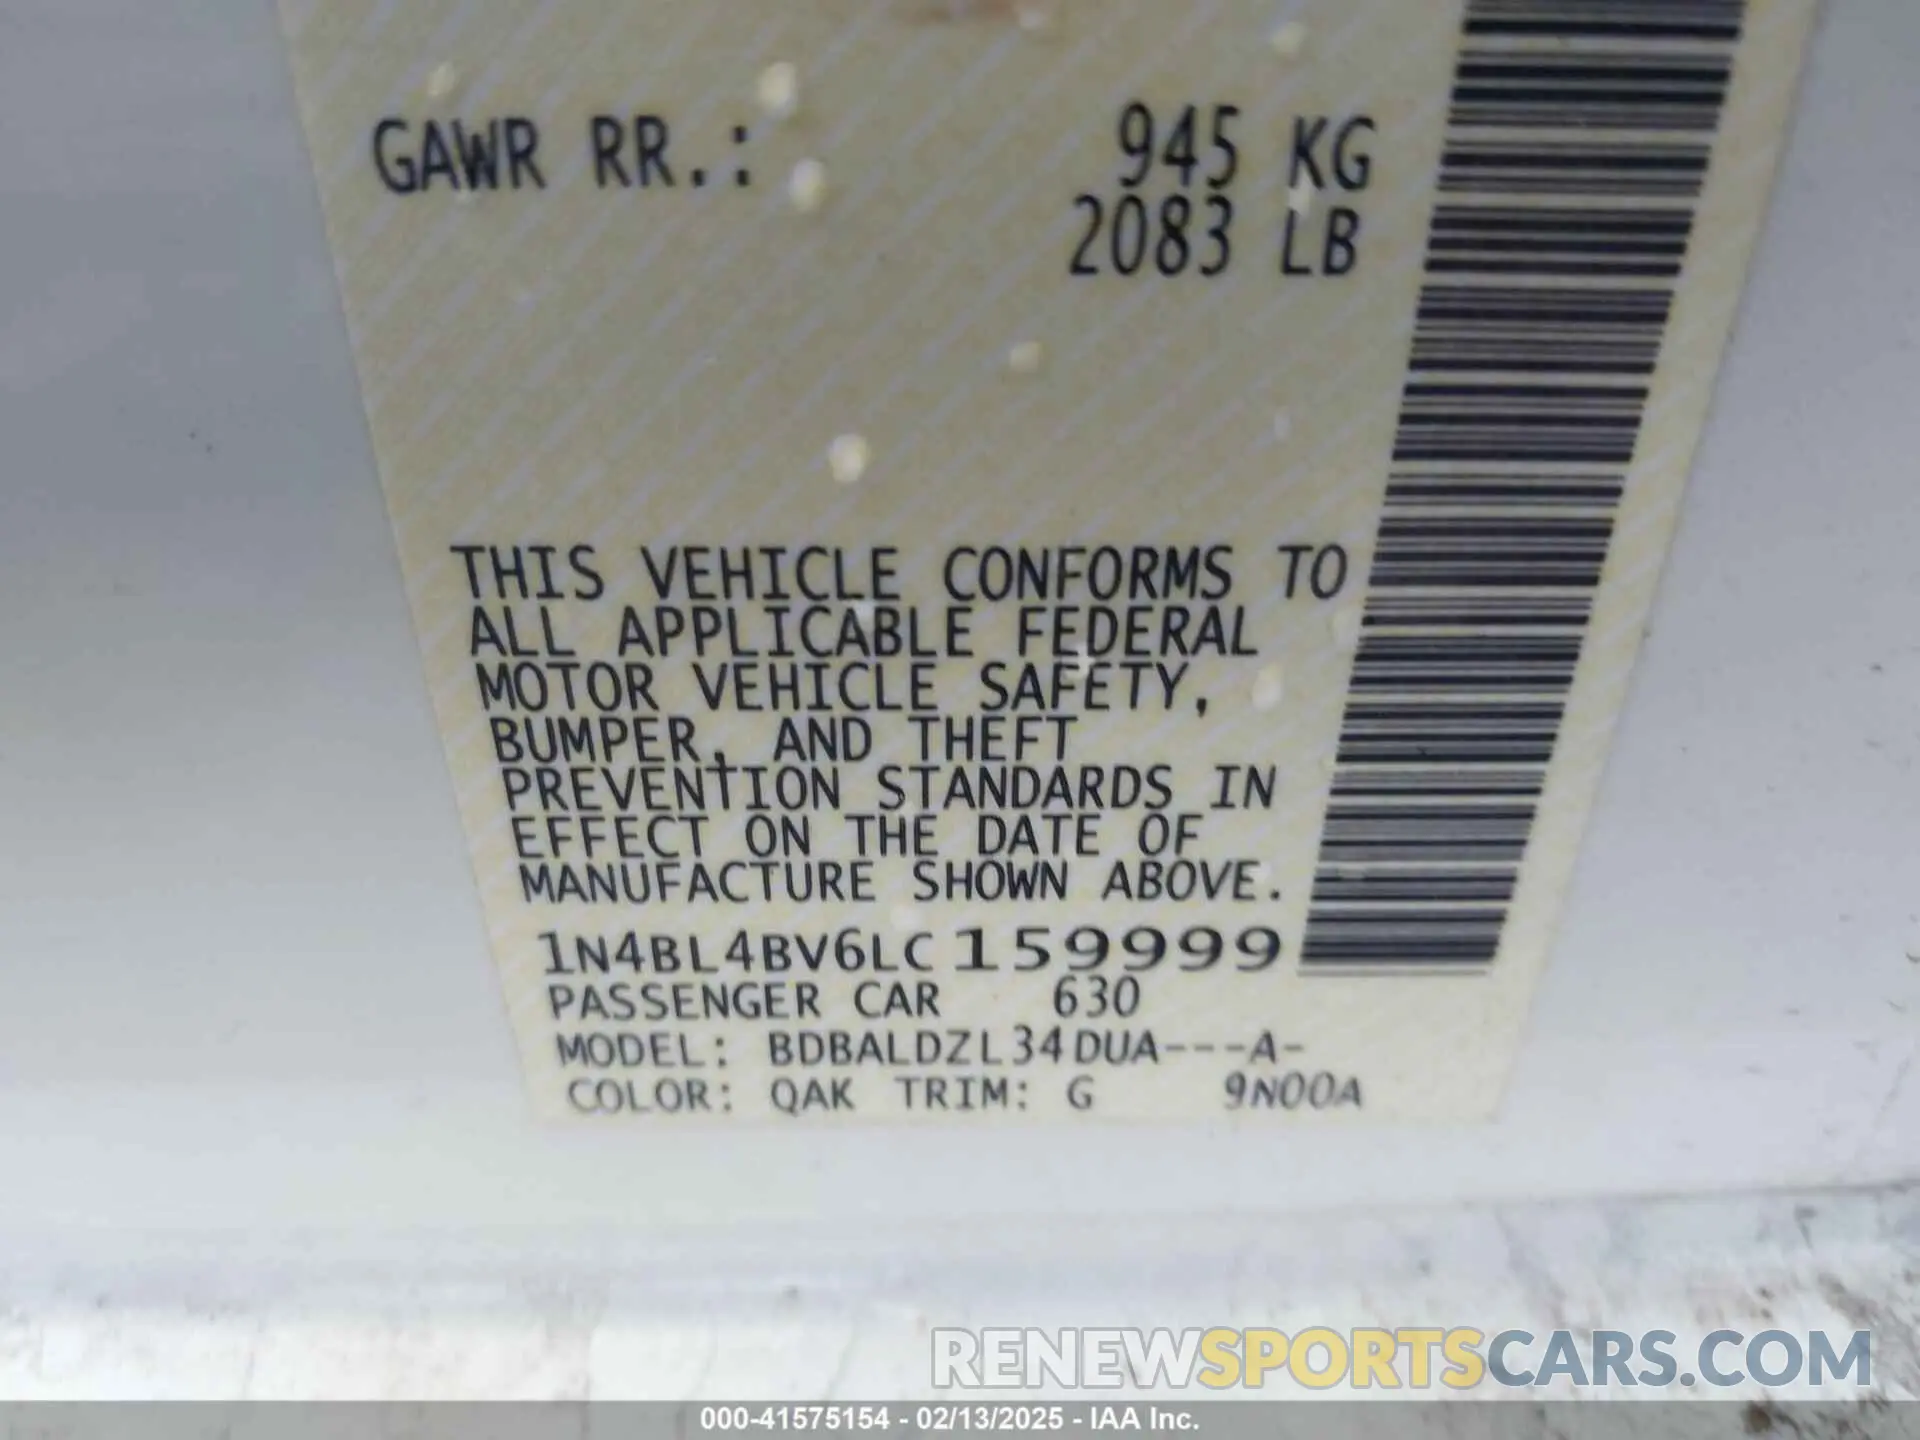 GAWR RR.: 945 KG
2083 LB
THIS VEHICLE CONFORMS TO
ALL APPLICABLE FEDERAL
MOTOR VEHICLE SAFETY,
BUMPER, AND THEFT
PREVENTION STANDARDS IN
EFFECT ON THE DATE OF
MANUFACTURE SHOWN ABOVE.
1N4BL4BV6LC159999
PASSENGER CAR 630
MODEL: BDBALDZL34DUA---A-
COLOR: QAK TRIM: G 9N00A
RENEWSPORTSCARS.COM
000-41575154 - 02/13/2025 - IAA Inc.